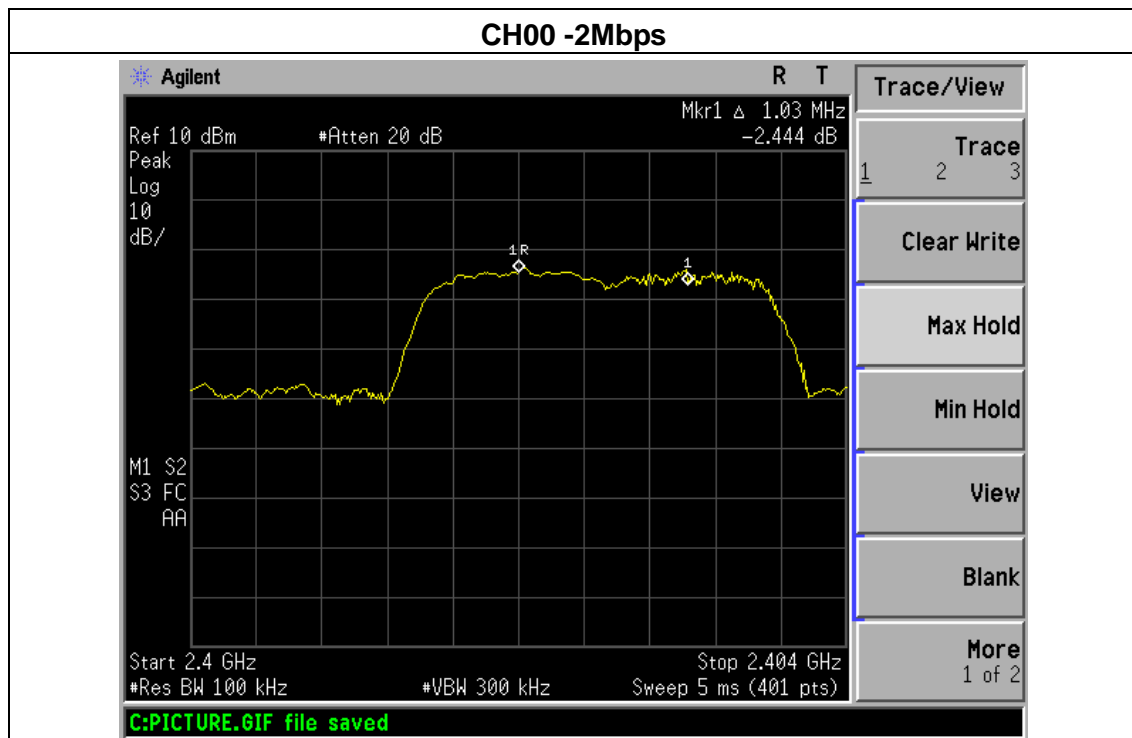 CH00 -2Mbps
Agilent R T
Mkr1 Δ 1.03 MHz
Ref 10 dBm #Atten 20 dB -2.444 dB
Peak
Log
10
dB/
1R
1
M1 S2
S3 FC
AA
Start 2.4 GHz Stop 2.404 GHz
#Res BW 100 kHz #VBW 300 kHz Sweep 5 ms (401 pts)
C:PICTURE.GIF file saved
Trace/View
Trace
1 2 3
Clear Write
Max Hold
Min Hold
View
Blank
More
1 of 2